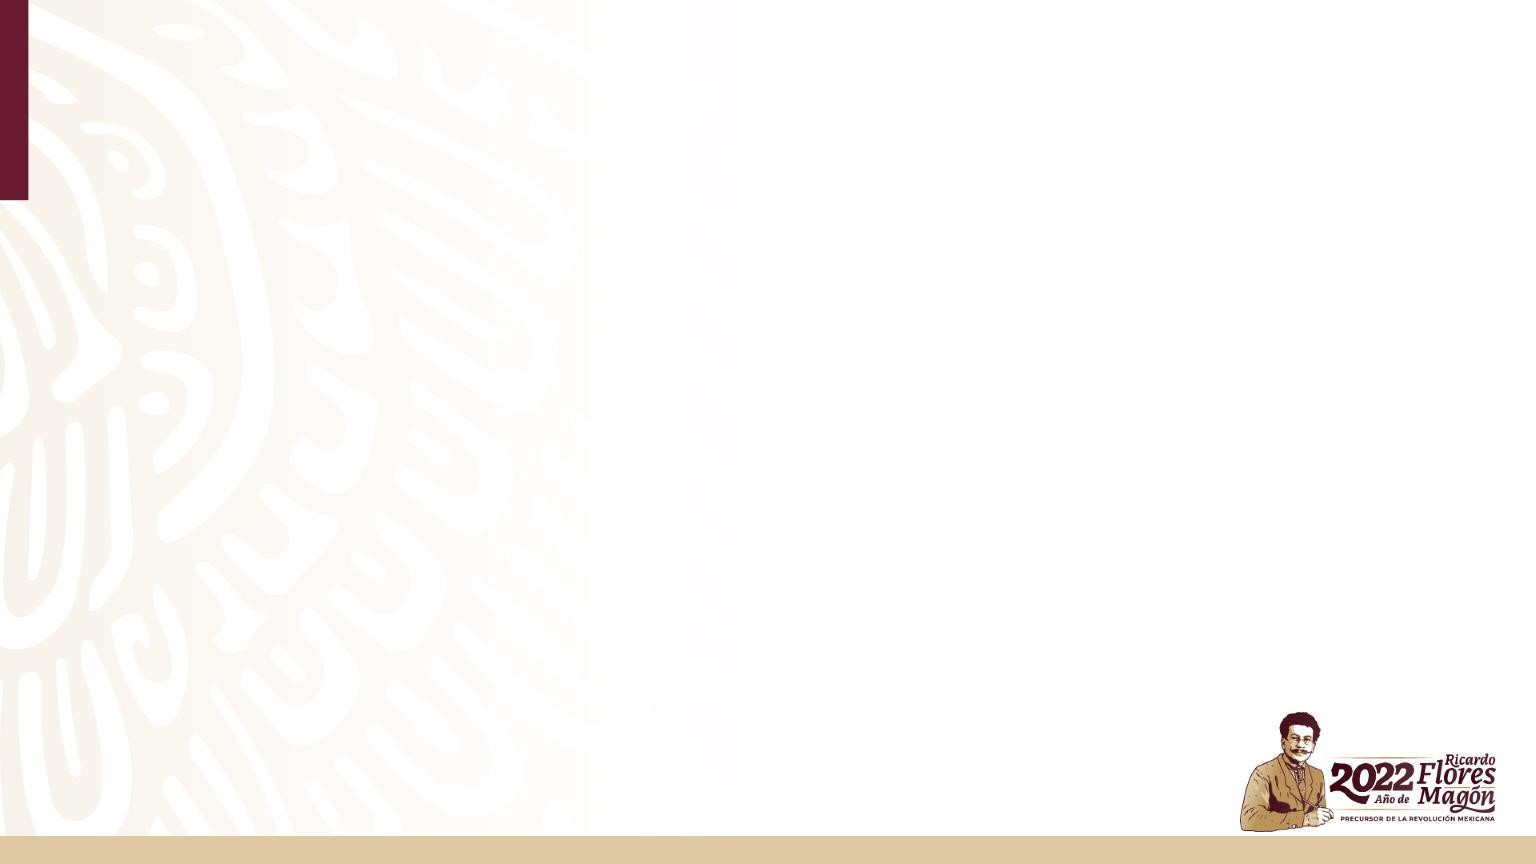 Ricardo
2022 Flores
Año de Magón
PRECURSOR DE LA REVOLUCIÓN MEXICANA